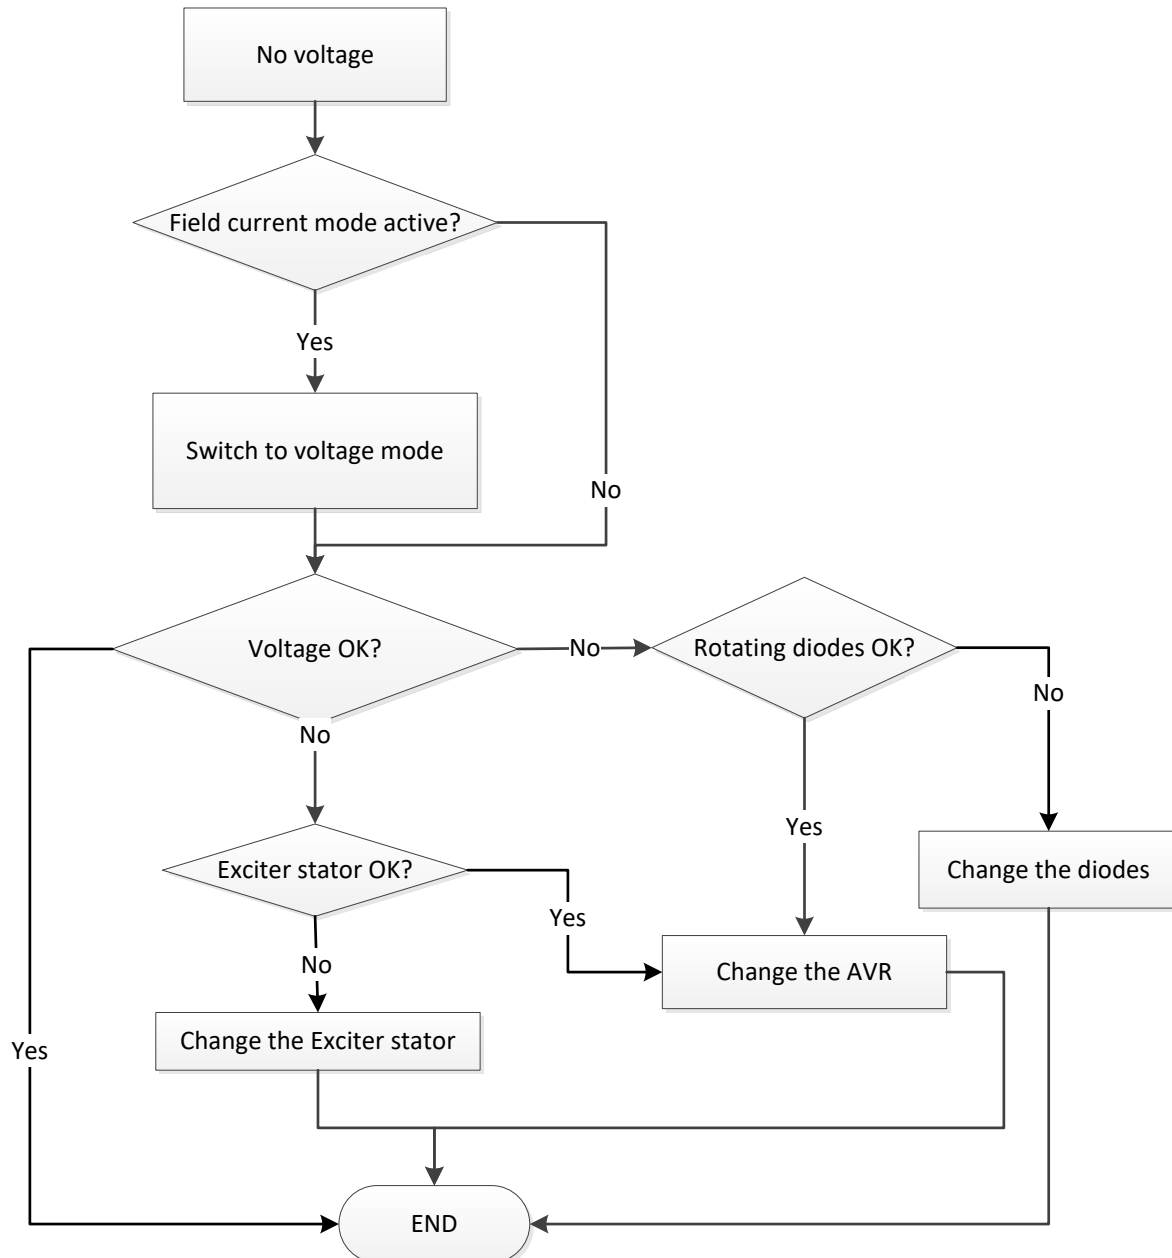 No voltage
Field current mode active?
Yes
Switch to voltage mode
No
Voltage OK?
No
Rotating diodes OK?
No
No
Yes
Exciter stator OK?
Change the diodes
Yes
No
Change the AVR
Change the Exciter stator
Yes
END